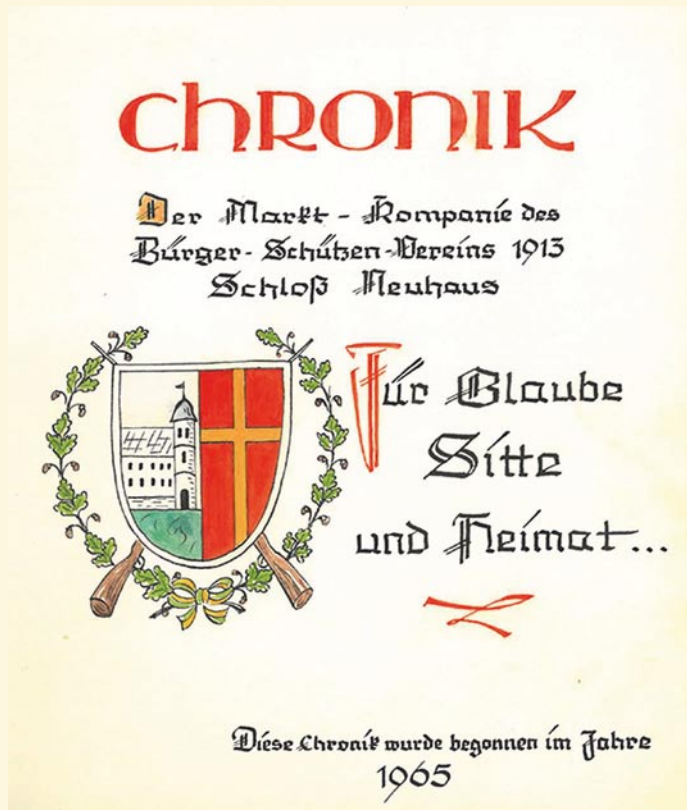 Chronik
Der Markt - Kompanie des
Bürger-Schützen-Vereins 1913
Schloß Neuhaus
Für Glaube
Sitte
und Heimat...
Diese Chronik wurde begonnen im Jahre
1965